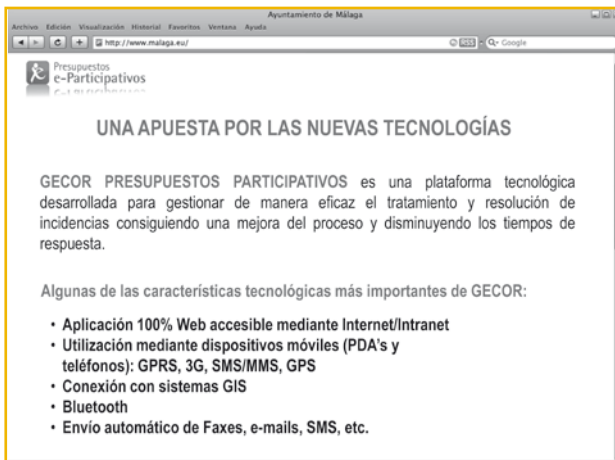 Ayuntamiento de Málaga
Archivo Edición Visualización Historial Favoritos Ventana Ayuda
http://www.malaga.eu/ RSS Q- Google
Presupuestos
e-Participativos
UNA APUESTA POR LAS NUEVAS TECNOLOGÍAS
GECOR PRESUPUESTOS PARTICIPATIVOS es una plataforma tecnológica
desarrollada para gestionar de manera eficaz el tratamiento y resolución de
incidencias consiguiendo una mejora del proceso y disminuyendo los tiempos de
respuesta.
Algunas de las características tecnológicas más importantes de GECOR:
• Aplicación 100% Web accesible mediante Internet/Intranet
• Utilización mediante dispositivos móviles (PDA's y
teléfonos): GPRS, 3G, SMS/MMS, GPS
• Conexión con sistemas GIS
• Bluetooth
• Envío automático de Faxes, e-mails, SMS, etc.